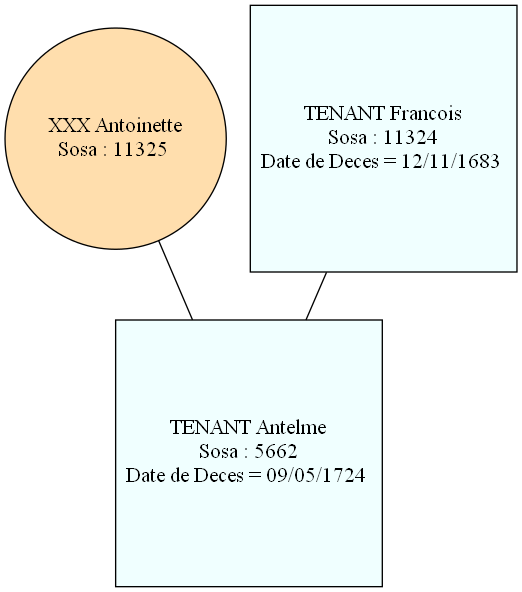 XXX Antoinette
Sosa : 11325
TENANT Francois
Sosa : 11324
Date de Deces = 12/11/1683
TENANT Antelme
Sosa : 5662
Date de Deces = 09/05/1724